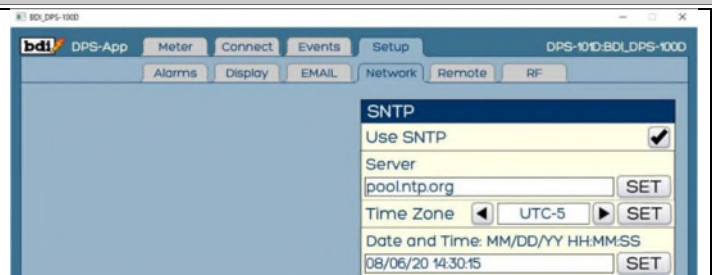 BDI_DPS-100D
bdi DPS-App Meter Connect Events Setup DPS-101D:BDI_DPS-100D
Alarms Display EMAIL Network Remote RF
SNTP
Use SNTP
Server
pool.ntp.org SET
Time Zone UTC-5 SET
Date and Time: MM/DD/YY HH:MM:SS
08/06/20 14:30:15 SET